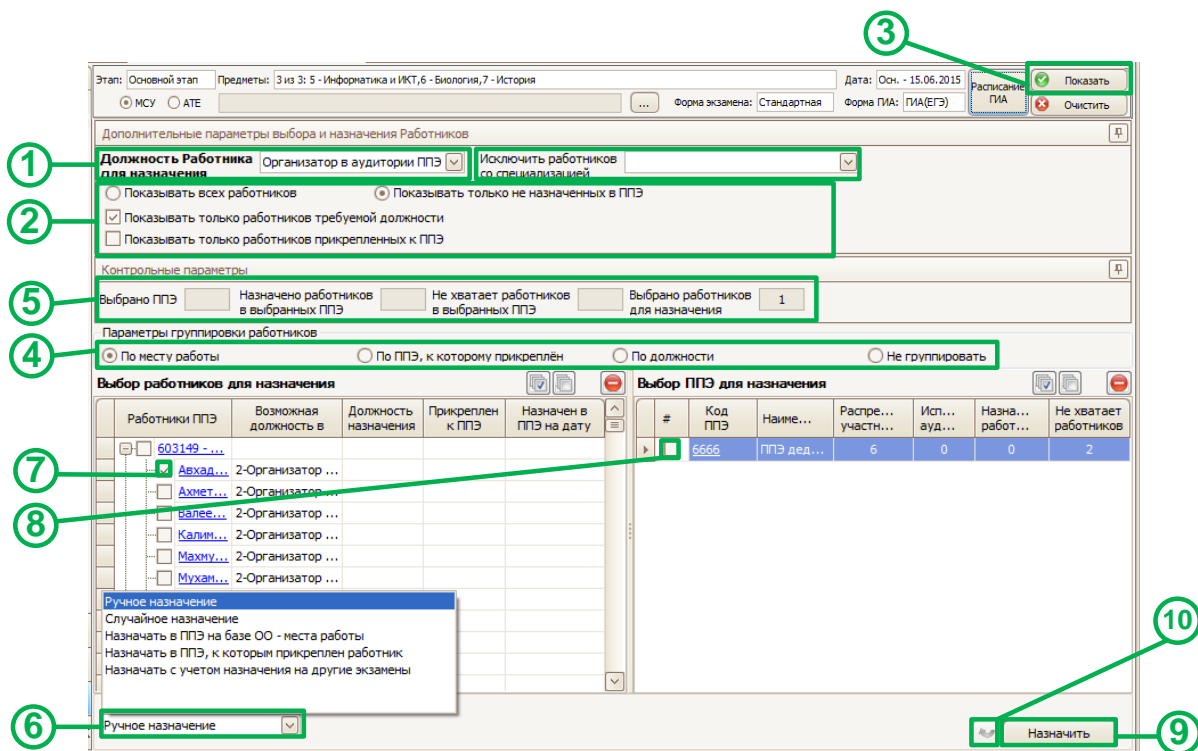 3
Этап: Основной этап Предметы: 3 из 3: 5 - Информатика и ИКТ,6 - Биология,7 - История Дата: Осн. - 15.06.2015 Расписание ГИА Показать
МСУ АТЕ ... Форма экзамена: Стандартная Форма ГИА: ГИА(ЕГЭ) Очистить
Дополнительные параметры выбора и назначения Работников
1
Должность Работника для назначения Организатор в аудитории ППЭ Исключить работников со специализацией
2
Показывать всех работников Показывать только не назначенных в ППЭ
Показывать только работников требуемой должности
Показывать только работников прикрепленных к ППЭ
Контрольные параметры
5
Выбрано ППЭ Назначено работников в выбранных ППЭ Не хватает работников в выбранных ППЭ Выбрано работников для назначения 1
Параметры группировки работников
4
По месту работы По ППЭ, к которому прикреплён По должности Не группировать
Выбор работников для назначения Выбор ППЭ для назначения
Работники ППЭ Возможная должность в Должность назначения Прикреплен к ППЭ Назначен в ППЭ на дату # Код ППЭ Наиме... Распре... участн... Исп... ауд... Назна... работ... Не хватает работников
603149 - ... 6666 ППЭ дед... 6 0 0 2
7
Авхад... 2-Организатор ...
Ахмет... 2-Организатор ...
8
Валее... 2-Организатор ...
Калим... 2-Организатор ...
Махму... 2-Организатор ...
Мухам... 2-Организатор ...
Ручное назначение
Случайное назначение
Назначать в ППЭ на базе ОО - места работы
Назначать в ППЭ, к которым прикреплен работник
Назначать с учетом назначения на другие экзамены
10
6
Ручное назначение
Назначить
9